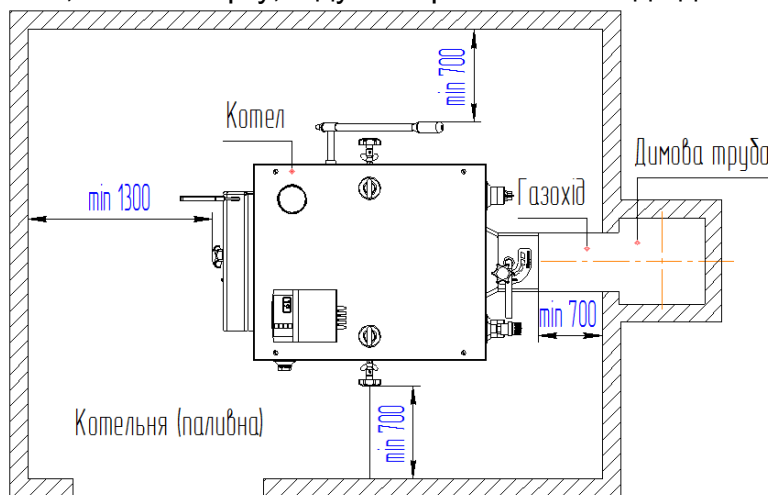 min 700
Котел
Димова труба
min 1300
Газохід
min 700
min 700
Котельня (паливна)